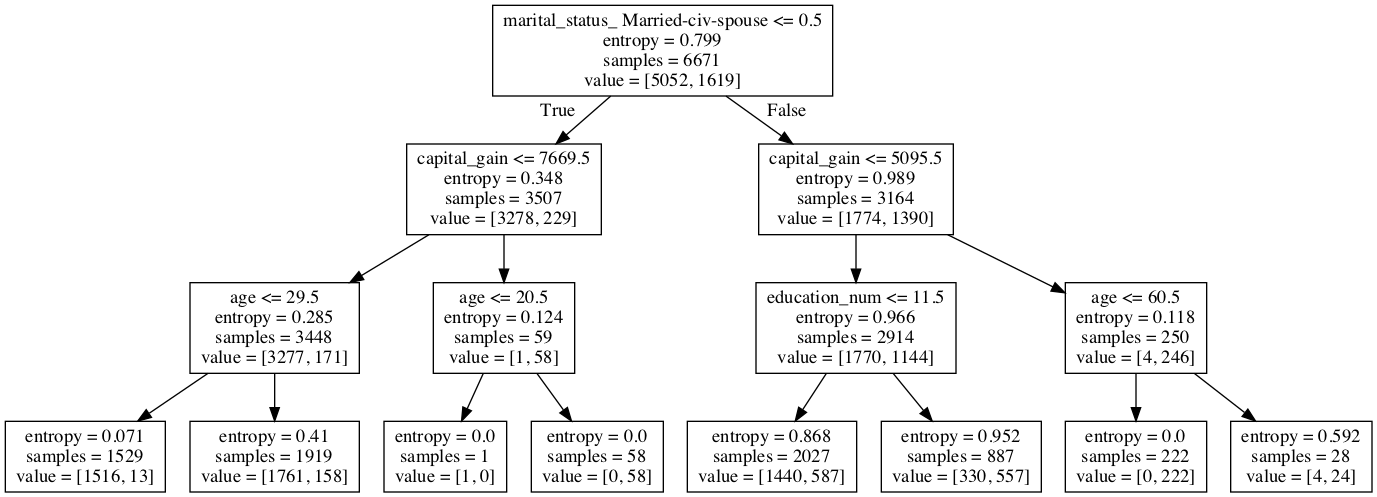 marital_status_ Married-civ-spouse <= 0.5
entropy = 0.799
samples = 6671
value = [5052, 1619]
True
False
capital_gain <= 7669.5
entropy = 0.348
samples = 3507
value = [3278, 229]
capital_gain <= 5095.5
entropy = 0.989
samples = 3164
value = [1774, 1390]
age <= 29.5
entropy = 0.285
samples = 3448
value = [3277, 171]
age <= 20.5
entropy = 0.124
samples = 59
value = [1, 58]
education_num <= 11.5
entropy = 0.966
samples = 2914
value = [1770, 1144]
age <= 60.5
entropy = 0.118
samples = 250
value = [4, 246]
entropy = 0.071
samples = 1529
value = [1516, 13]
entropy = 0.41
samples = 1919
value = [1761, 158]
entropy = 0.0
samples = 1
value = [1, 0]
entropy = 0.0
samples = 58
value = [0, 58]
entropy = 0.868
samples = 2027
value = [1440, 587]
entropy = 0.952
samples = 887
value = [330, 557]
entropy = 0.0
samples = 222
value = [0, 222]
entropy = 0.592
samples = 28
value = [4, 24]